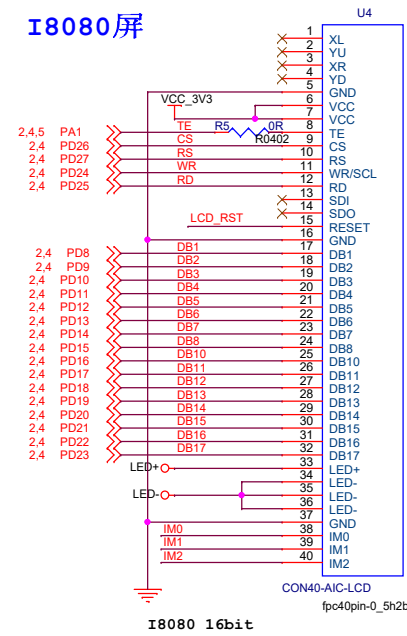 I8080屏
U4
1 XL
2 YU
3 XR
4 YD
5 GND
VCC_3V3 6 VCC
7 VCC
2,4,5 PA1 TE R5 0R R0402 8 TE
2,4 PD26 CS 9 CS
2,4 PD27 RS 10 RS
2,4 PD24 WR 11 WR/SCL
2,4 PD25 RD 12 RD
13 SDI
14 SDO
LCD_RST 15 RESET
16 GND
2,4 PD8 DB1 17 DB1
2,4 PD9 DB2 18 DB2
2,4 PD10 DB3 19 DB3
2,4 PD11 DB4 20 DB4
2,4 PD12 DB5 21 DB5
2,4 PD13 DB6 22 DB6
2,4 PD14 DB7 23 DB7
2,4 PD15 DB8 24 DB8
2,4 PD16 DB10 25 DB10
2,4 PD17 DB11 26 DB11
2,4 PD18 DB12 27 DB12
2,4 PD19 DB13 28 DB13
2,4 PD20 DB14 29 DB14
2,4 PD21 DB15 30 DB15
2,4 PD22 DB16 31 DB16
2,4 PD23 DB17 32 DB17
LED+ 33 LED+
34 LED-
LED- 35 LED-
36 LED-
37 GND
IM0 38 IM0
IM1 39 IM1
IM2 40 IM2
CON40-AIC-LCD
fpc40pin-0_5h2b
I8080 16bit